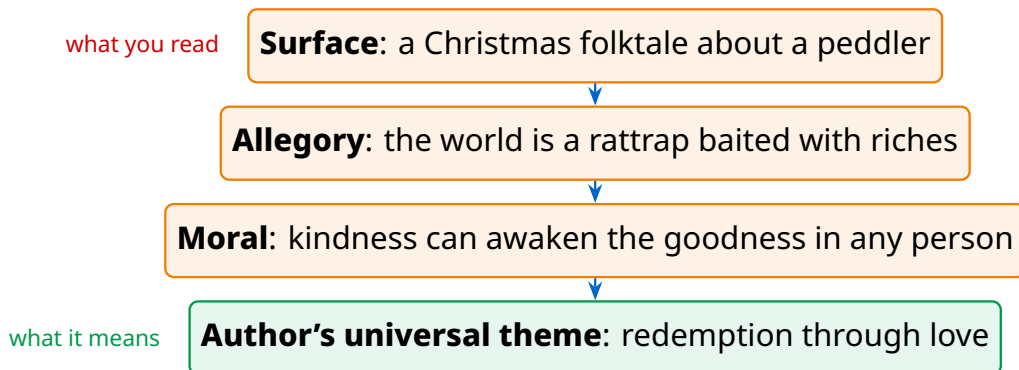 what you read
Surface: a Christmas folktale about a peddler
Allegory: the world is a rattrap baited with riches
Moral: kindness can awaken the goodness in any person
what it means
Author’s universal theme: redemption through love